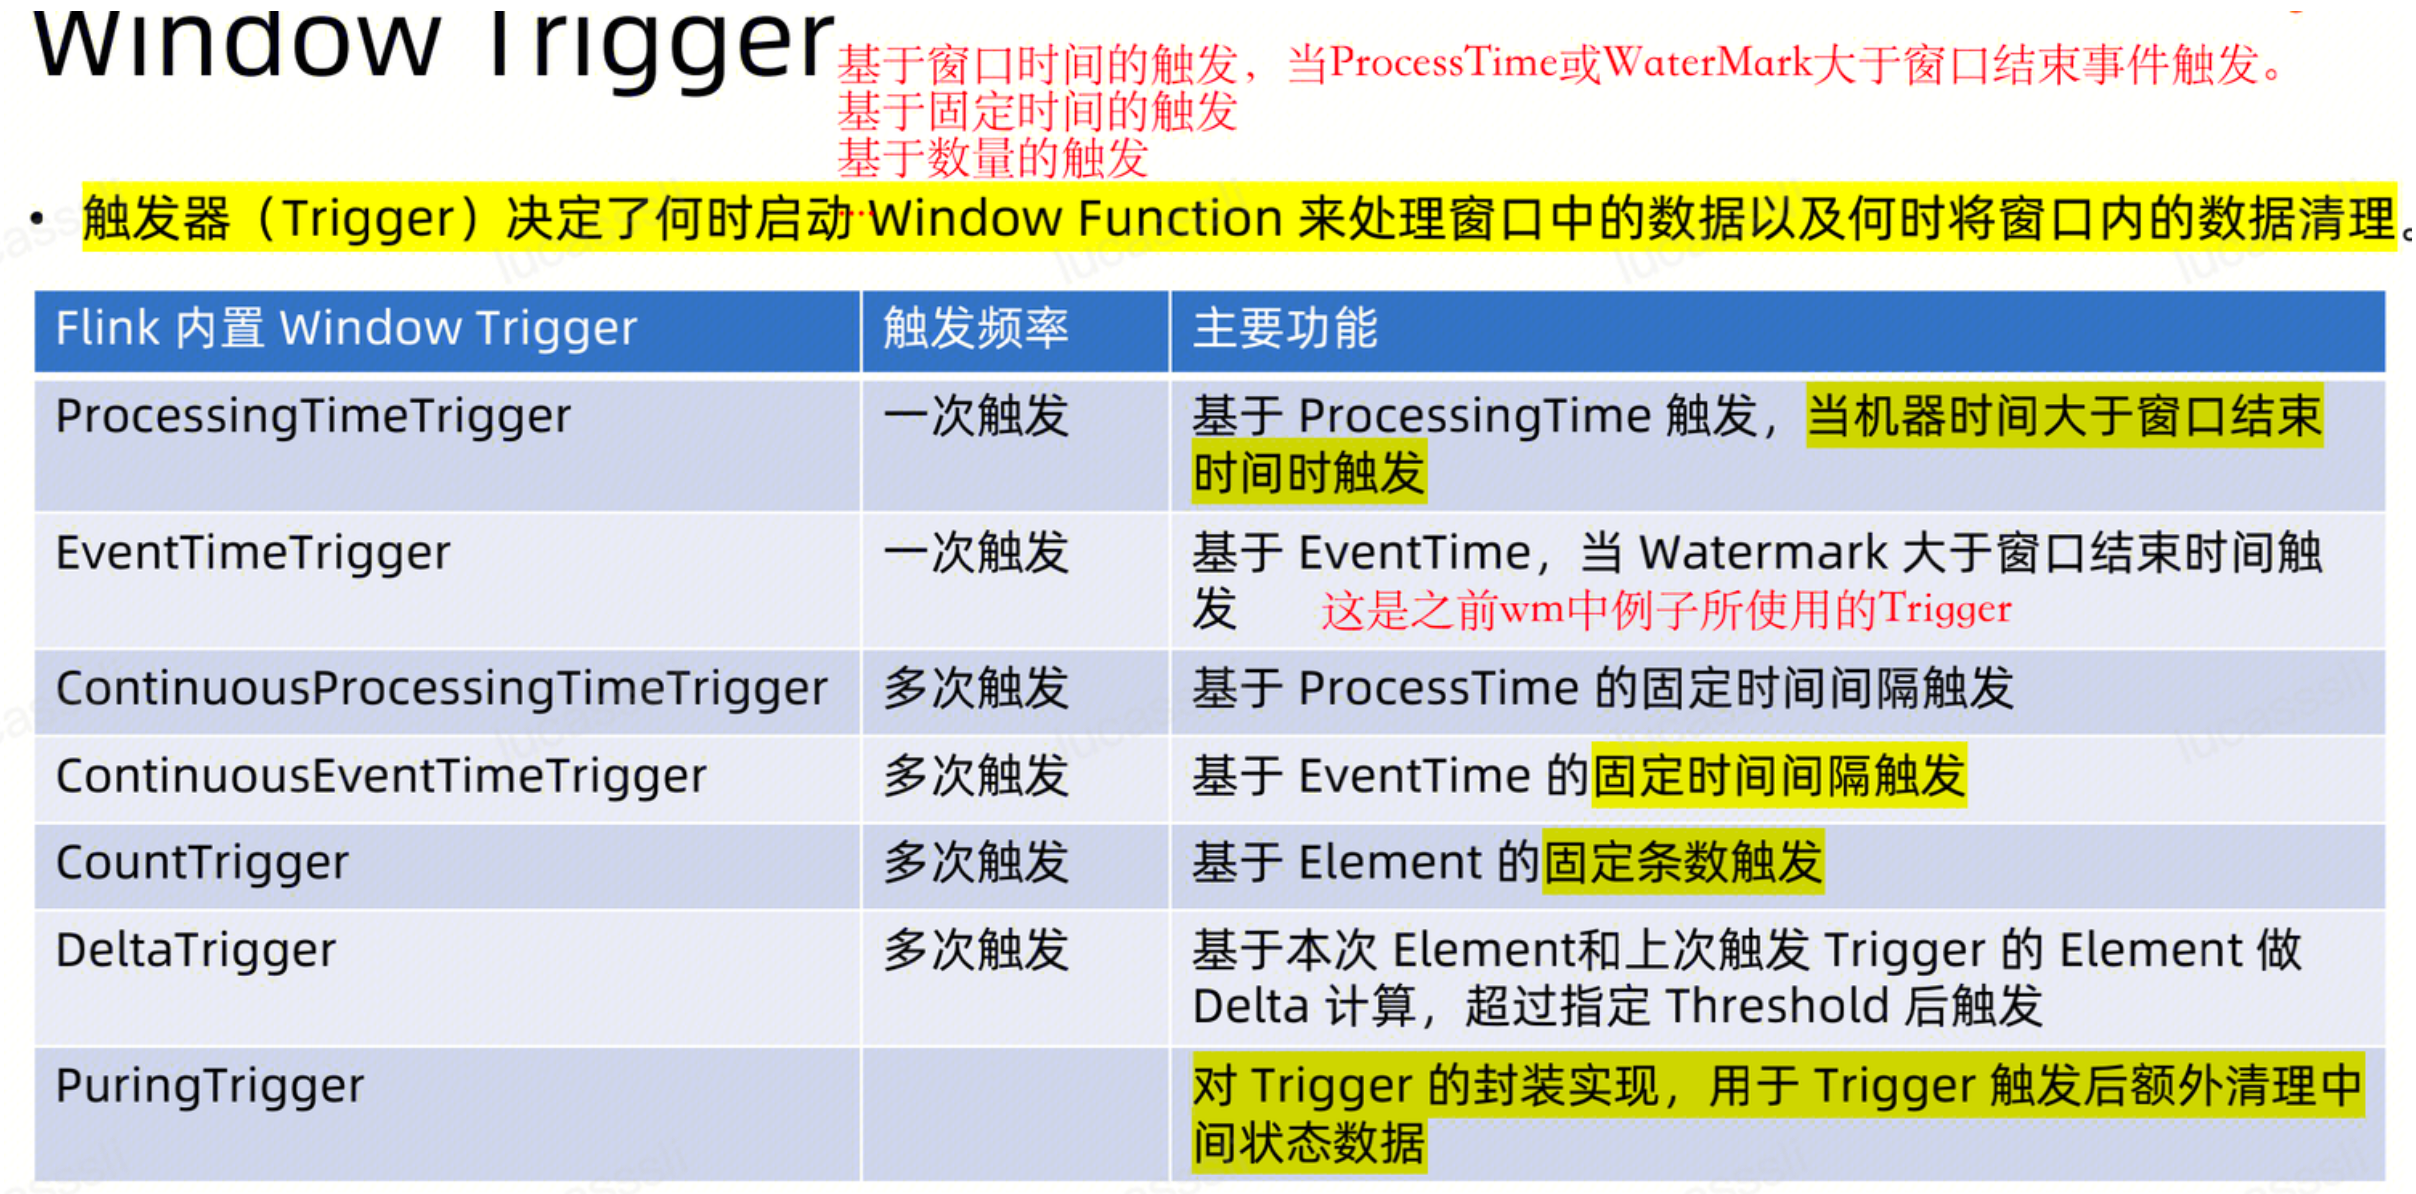 Window Trigger
基于窗口时间的触发，当ProcessTime或WaterMark大于窗口结束事件触发。
基于固定时间的触发
基于数量的触发
• 触发器（Trigger）决定了何时启动 Window Function 来处理窗口中的数据以及何时将窗口内的数据清理。
Flink 内置 Window Trigger 触发频率 主要功能
ProcessingTimeTrigger 一次触发 基于 ProcessingTime 触发，当机器时间大于窗口结束
时间时触发
EventTimeTrigger 一次触发 基于 EventTime，当 Watermark 大于窗口结束时间触
发 这是之前wm中例子所使用的Trigger
ContinuousProcessingTimeTrigger 多次触发 基于 ProcessTime 的固定时间间隔触发
ContinuousEventTimeTrigger 多次触发 基于 EventTime 的固定时间间隔触发
CountTrigger 多次触发 基于 Element 的固定条数触发
DeltaTrigger 多次触发 基于本次 Element和上次触发 Trigger 的 Element 做
Delta 计算，超过指定 Threshold 后触发
PuringTrigger 对 Trigger 的封装实现，用于 Trigger 触发后额外清理中
间状态数据